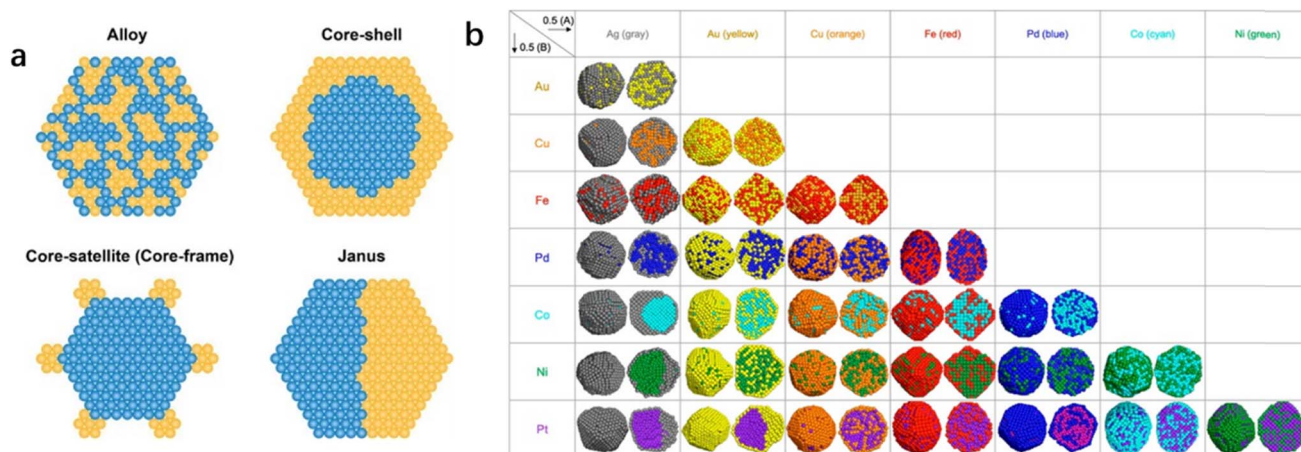 a
Alloy
Core-shell
Core-satellite (Core-frame)
Janus
b
0.5 (A)
0.5 (B)
Ag (gray)
Au (yellow)
Cu (orange)
Fe (red)
Pd (blue)
Co (cyan)
Ni (green)
Au
Cu
Fe
Pd
Co
Ni
Pt